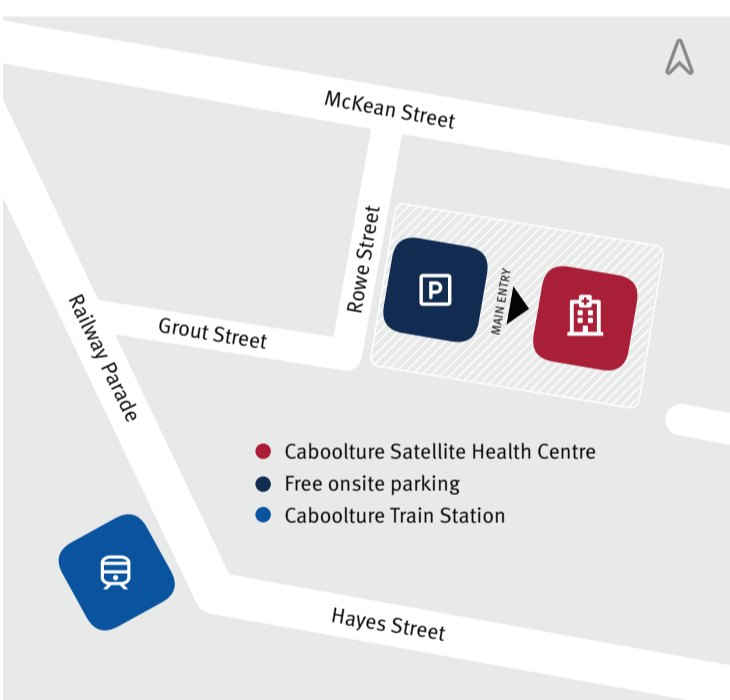 McKean Street
Rowe Street
P
MAIN ENTRY
Grout Street
Railway Parade
Caboolture Satellite Health Centre
Free onsite parking
Caboolture Train Station
Hayes Street